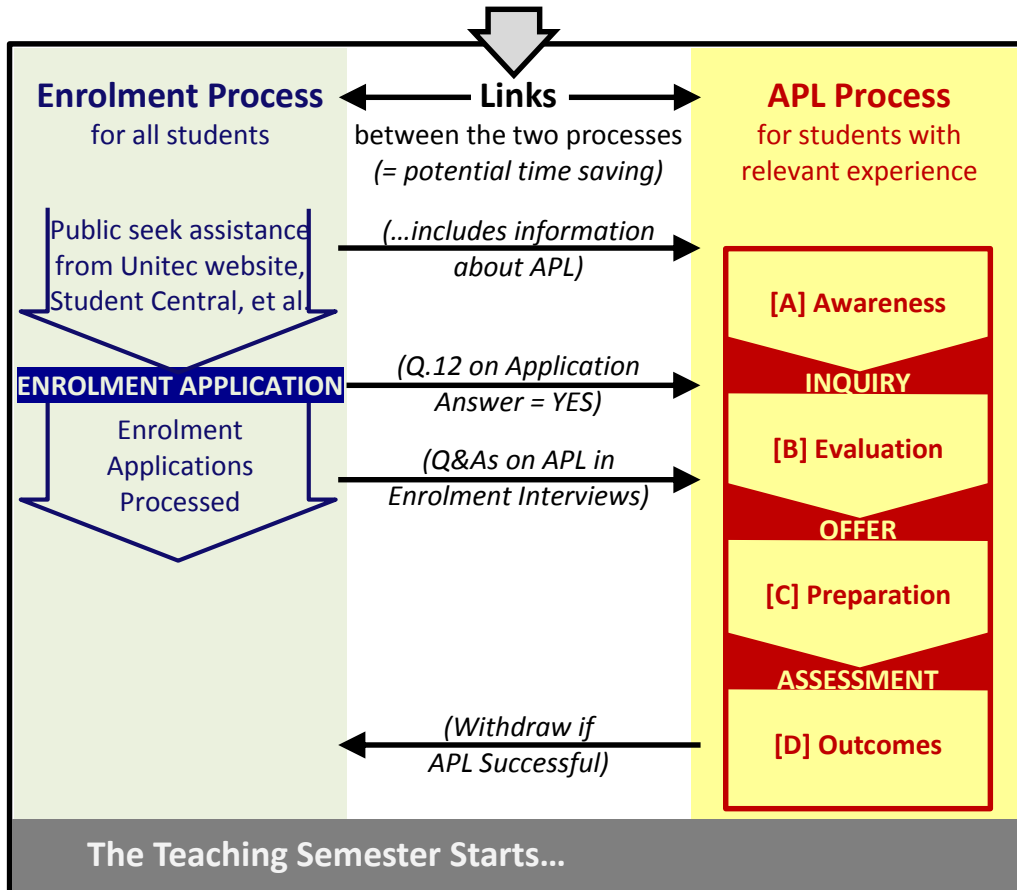 Enrolment Process
for all students
Links
between the two processes
(= potential time saving)
APL Process
for students with
relevant experience
Public seek assistance
from Unitec website,
Student Central, et al.
(...includes information
about APL)
[A] Awareness
ENROLMENT APPLICATION
(Q.12 on Application
Answer = YES)
INQUIRY
Enrolment
Applications
Processed
(Q&As on APL in
Enrolment Interviews)
[B] Evaluation
OFFER
[C] Preparation
ASSESSMENT
(Withdraw if
APL Successful)
[D] Outcomes
The Teaching Semester Starts...